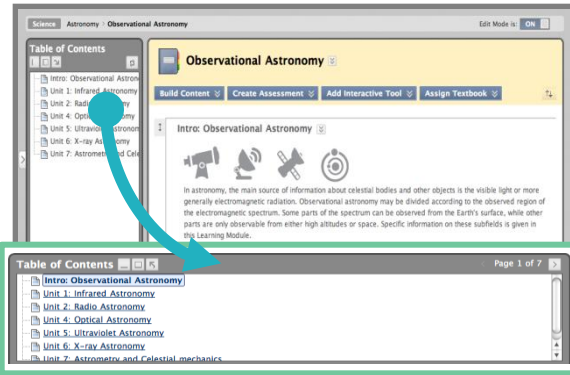 Science Astronomy > Observational Astronomy
Edit Mode is: ON
Table of Contents
Intro: Observational Astron
Unit 1: Infrared Astronomy
Unit 2: Radio
Unit 4: Optical
Unit 5: Ultraviolet Astronom
Unit 6: X-ray Astronomy
Unit 7: Astrometry and Cele
Observational Astronomy
Build Content Create Assessment Add Interactive Tool Assign Textbook
Intro: Observational Astronomy
In astronomy, the main source of information about celestial bodies and other objects is the visible light or more
generally electromagnetic radiation. Observational astronomy may be divided according to the observed region of
the electromagnetic spectrum. Some parts of the spectrum can be observed from the Earth's surface, while other
parts are only observable from either high altitudes or space. Specific information on these subfields is given in
this Learning Module.
Table of Contents
Page 1 of 7 >
Intro: Observational Astronomy
Unit 1: Infrared Astronomy
Unit 2: Radio Astronomy
Unit 4: Optical Astronomy
Unit 5: Ultraviolet Astronomy
Unit 6: X-ray Astronomy
Unit 7: Astrometry and Celestial mechanics